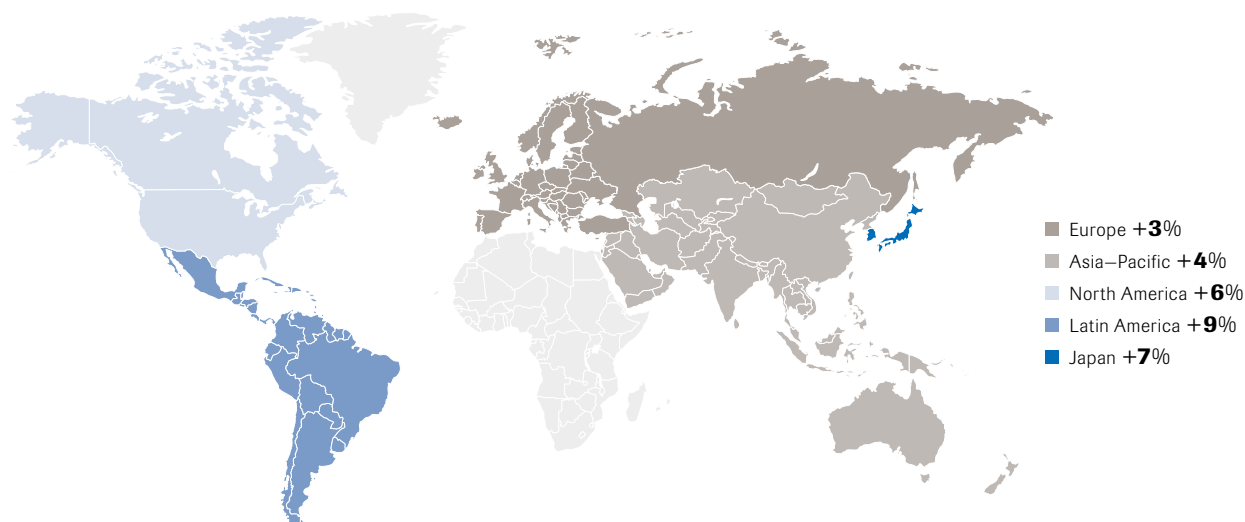 Europe +3%
Asia–Pacific +4%
North America +6%
Latin America +9%
Japan +7%